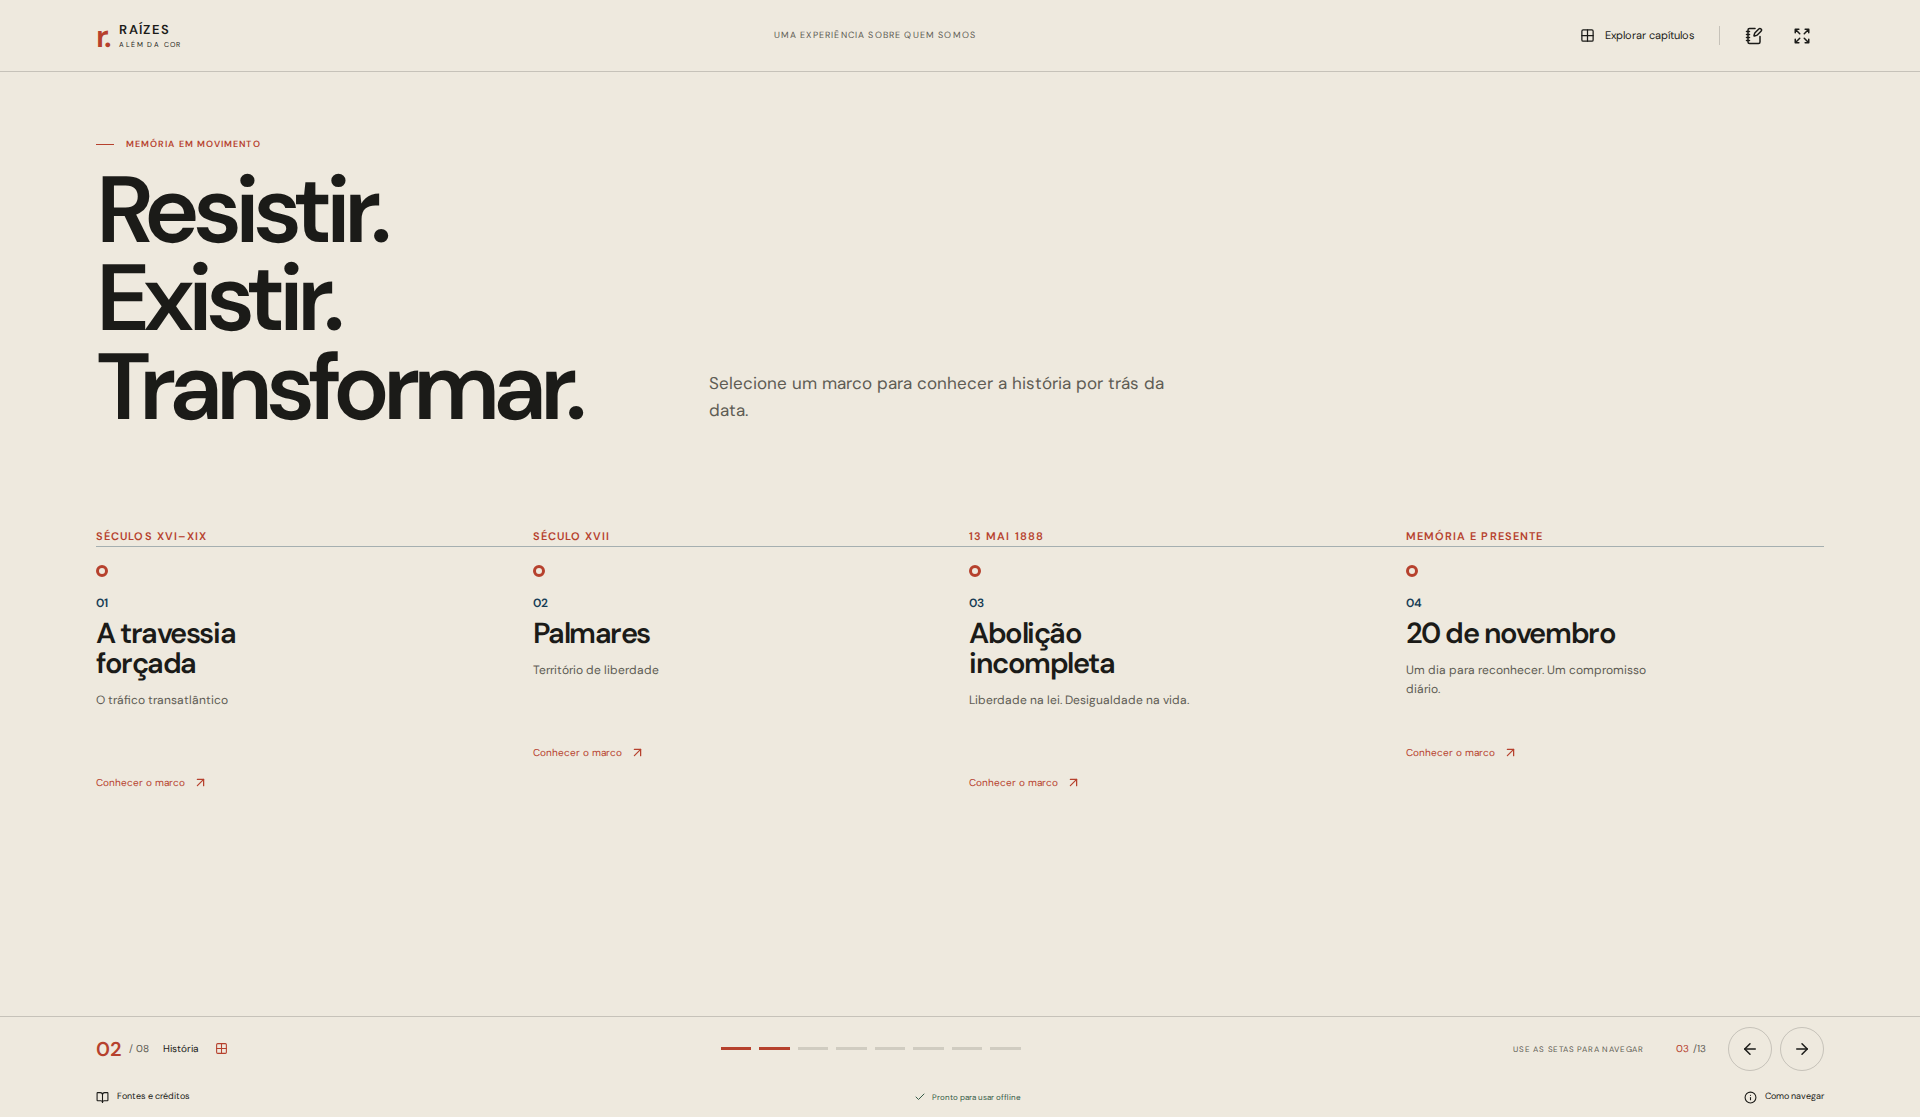 r.
RAÍZES
ALÉM DA COR
UMA EXPERIÊNCIA SOBRE QUEM SOMOS
Explorar capítulos
MEMÓRIA EM MOVIMENTO
Resistir.
Existir.
Transformar.
Selecione um marco para conhecer a história por trás da
data.
SÉCULOS XVI–XIX
01
A travessia
forçada
O tráfico transatlântico
Conhecer o marco
SÉCULO XVII
02
Palmares
Território de liberdade
Conhecer o marco
13 MAI 1888
03
Abolição
incompleta
Liberdade na lei. Desigualdade na vida.
Conhecer o marco
MEMÓRIA E PRESENTE
04
20 de novembro
Um dia para reconhecer. Um compromisso
diário.
Conhecer o marco
02 / 08 História
USE AS SETAS PARA NAVEGAR
03 /13
Fontes e créditos
Pronto para usar offline
Como navegar